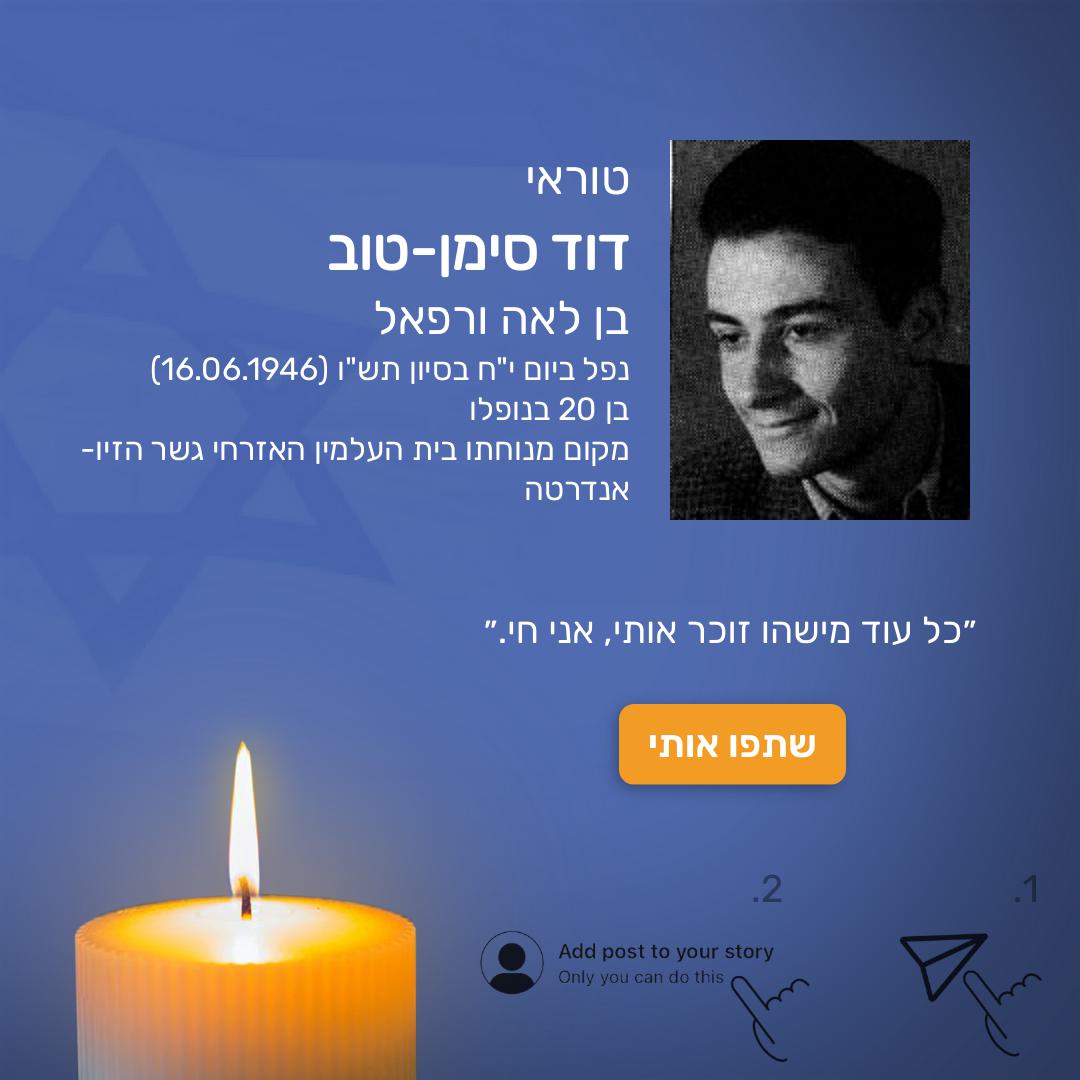 טוראי
דוד סימן-טוב
בן לאה ורפאל
נפל ביום י"ח בסיון תש"ו (16.06.1946)
בן 20 בנופלו
מקום מנוחתו בית העלמין האזרחי גשר הזיו-
אנדרטה
״כל עוד מישהו זוכר אותי, אני חי.״
שתפו אותי
.1
.2
Add post to your story
Only you can do this